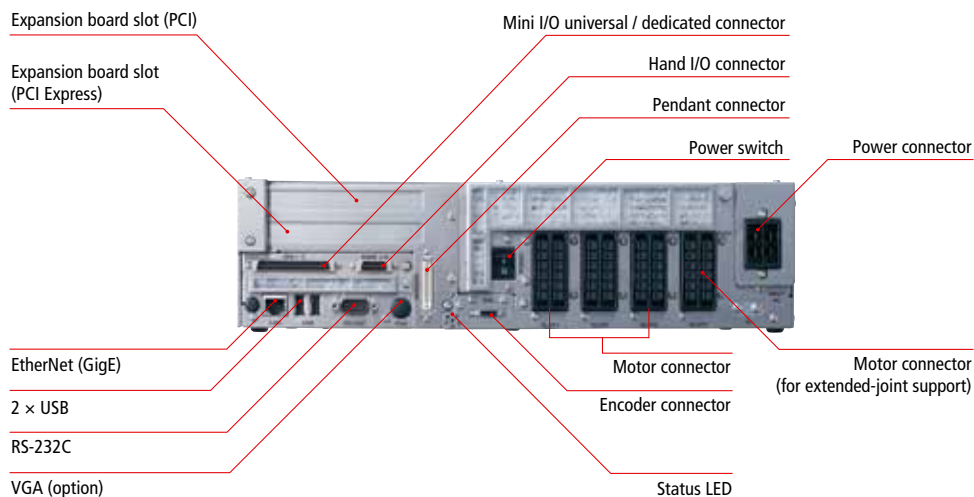 Expansion board slot (PCI)
Expansion board slot
(PCI Express)
Mini I/O universal / dedicated connector
Hand I/O connector
Pendant connector
Power switch
Power connector
EtherNet (GigE)
2 × USB
RS-232C
VGA (option)
Motor connector
Encoder connector
Status LED
Motor connector
(for extended-joint support)